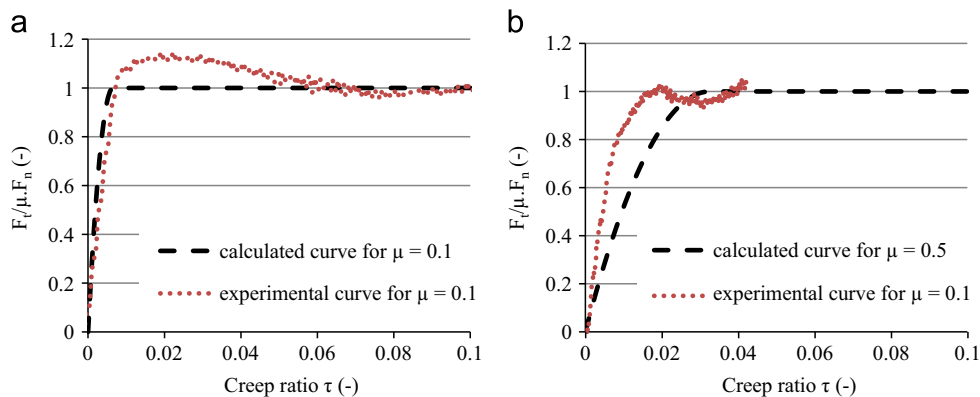 a
1.2
1
0.8
0.6
0.4
0.2
0
Fₜ/μ.Fₙ (-)
calculated curve for μ = 0.1
experimental curve for μ = 0.1
0 0.02 0.04 0.06 0.08 0.1
Creep ratio τ (-)
b
1.2
1
0.8
0.6
0.4
0.2
0
Fₜ/μ.Fₙ (-)
calculated curve for μ = 0.5
experimental curve for μ = 0.1
0 0.02 0.04 0.06 0.08 0.1
Creep ratio τ (-)